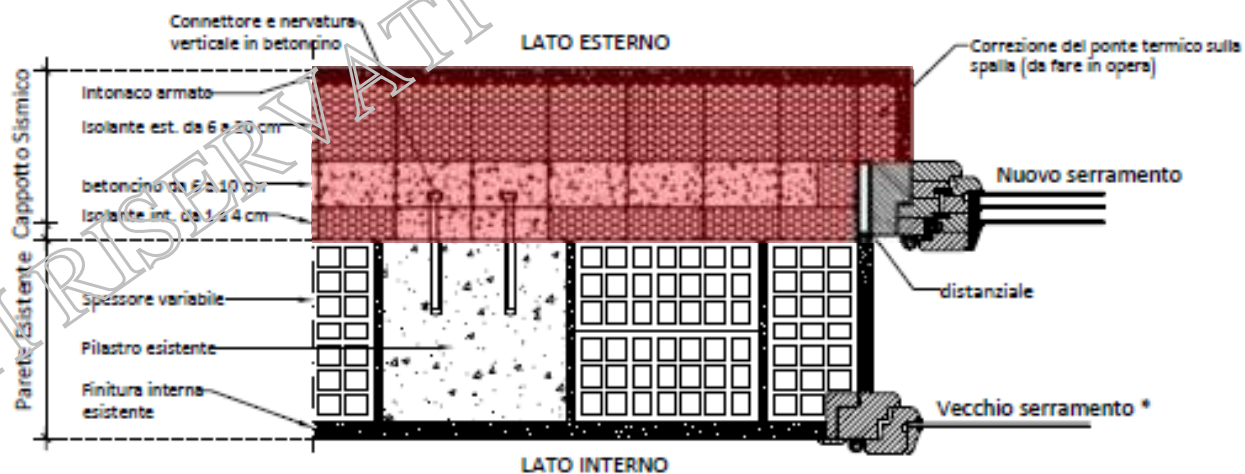 Connettore e nervatura
verticale in betoncino
LATO ESTERNO
Correzione del ponte termico sulla
spalla (da fare in opera)
Intonaco armato
Isolante est. da 6 a 20 cm
betoncino da 6 a 10 cm
Isolante int. da 1 a 4 cm
Cappotto Sismico
Nuovo serramento
distanziale
Spessore variabile
Pilastro esistente
Finitura interna
esistente
Parete Esistente
Vecchio serramento *
LATO INTERNO
RISERVATI